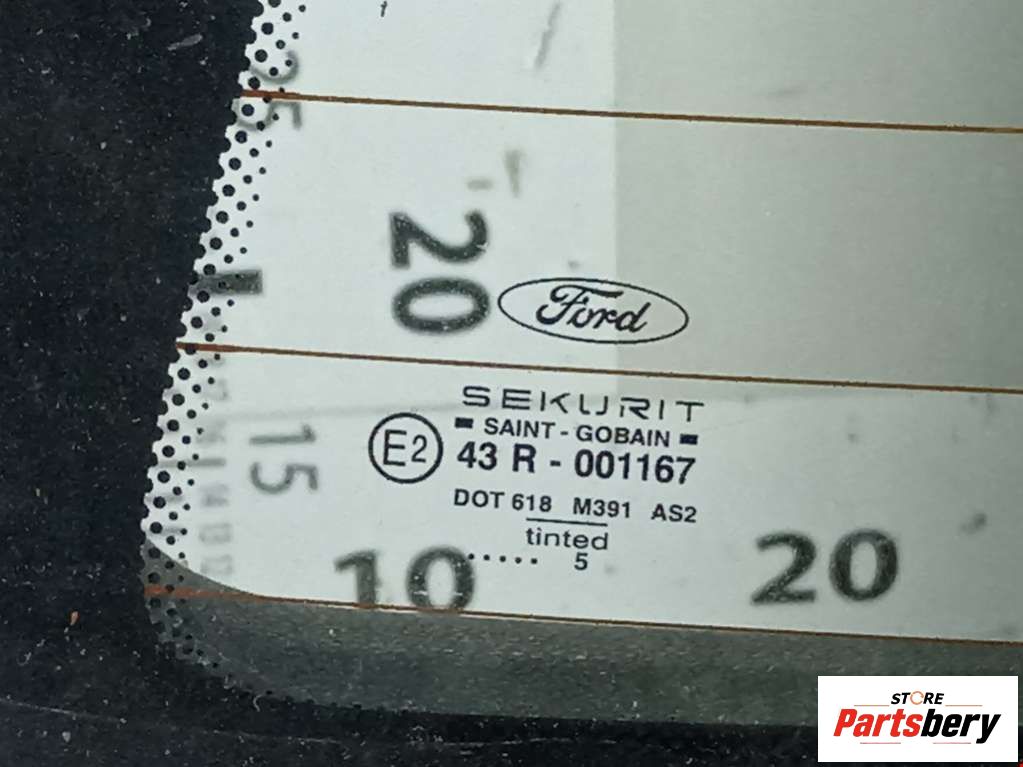 25
20
Ford
SEKURIT
SAINT - GOBAIN
E2 43 R - 001167
15
DOT 618 M391 AS2
tinted
..... 5
10
20
STORE
Partsbery